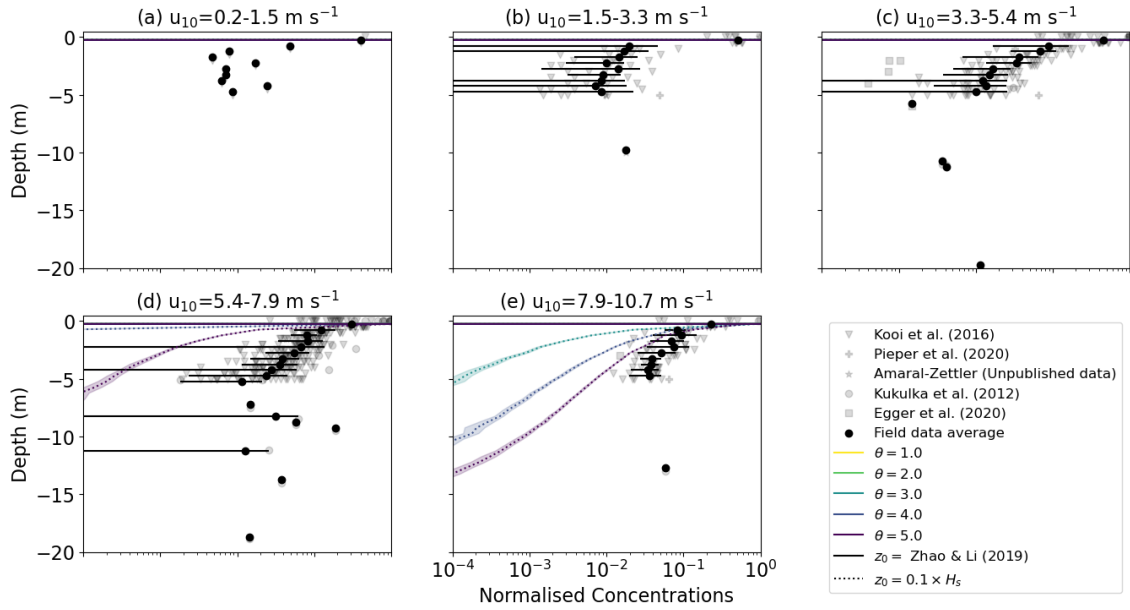 (a) u₁₀=0.2-1.5 m s⁻¹
(b) u₁₀=1.5-3.3 m s⁻¹
(c) u₁₀=3.3-5.4 m s⁻¹
0
−5
−10
−15
−20
Depth (m)
(d) u₁₀=5.4-7.9 m s⁻¹
(e) u₁₀=7.9-10.7 m s⁻¹
0
−5
−10
−15
−20
Depth (m)
10⁻⁴ 10⁻³ 10⁻² 10⁻¹ 10⁰
Normalised Concentrations
Kooi et al. (2016)
Pieper et al. (2020)
Amaral-Zettler (Unpublished data)
Kukulka et al. (2012)
Egger et al. (2020)
Field data average
θ = 1.0
θ = 2.0
θ = 3.0
θ = 4.0
θ = 5.0
z₀ = Zhao & Li (2019)
z₀ = 0.1 × Hₛ